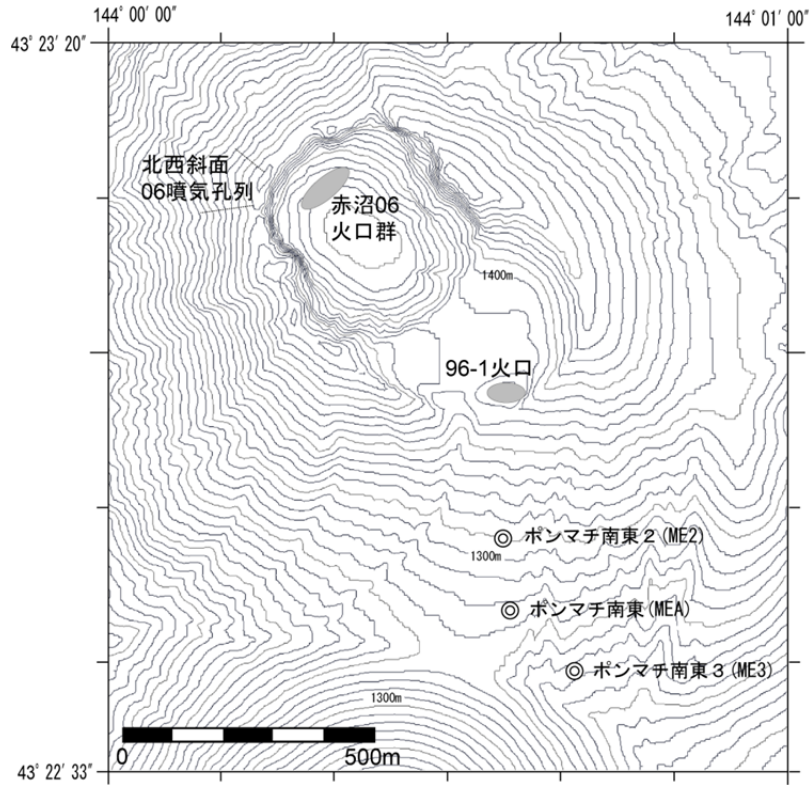 144° 00' 00"
144° 01' 00"
43° 23' 20"
北西斜面
06噴気孔列
赤沼06
火口群
1400m
96-1火口
ポンマチ南東２(ME2)
1300m
ポンマチ南東(MEA)
ポンマチ南東３(ME3)
1300m
0
500m
43° 22' 33"